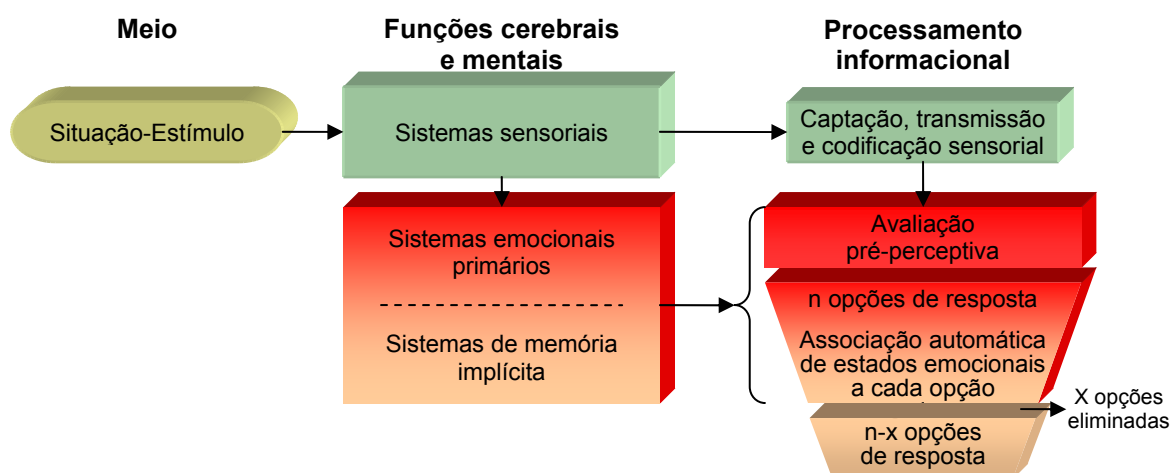 Meio
Funções cerebrais
e mentais
Processamento
informacional
Situação-Estímulo
Sistemas sensoriais
Captação, transmissão
e codificação sensorial
Sistemas emocionais
primários
Sistemas de memória
implícita
Avaliação
pré-perceptiva
n opções de resposta
Associação automática
de estados emocionais
a cada opção
X opções
eliminadas
n-x opções
de resposta